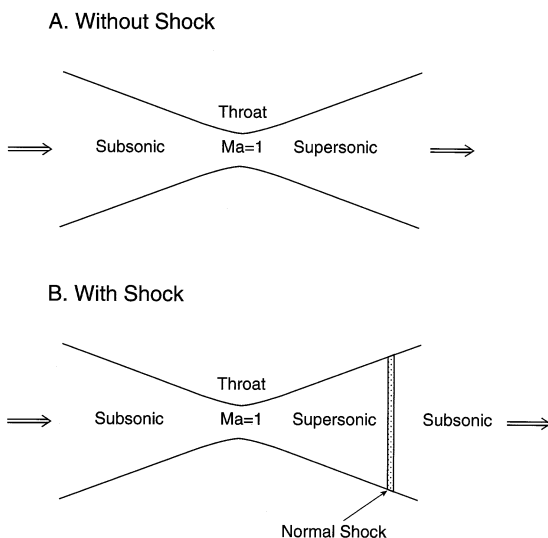 A. Without Shock
Throat
Subsonic Ma=1 Supersonic
B. With Shock
Throat
Subsonic Ma=1 Supersonic Subsonic
Normal Shock